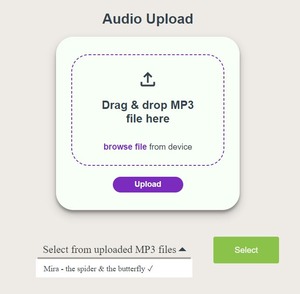 Audio Upload
Drag & drop MP3
file here
browse file from device
Upload
Select from uploaded MP3 files
Select
Mira - the spider & the butterfly ✓